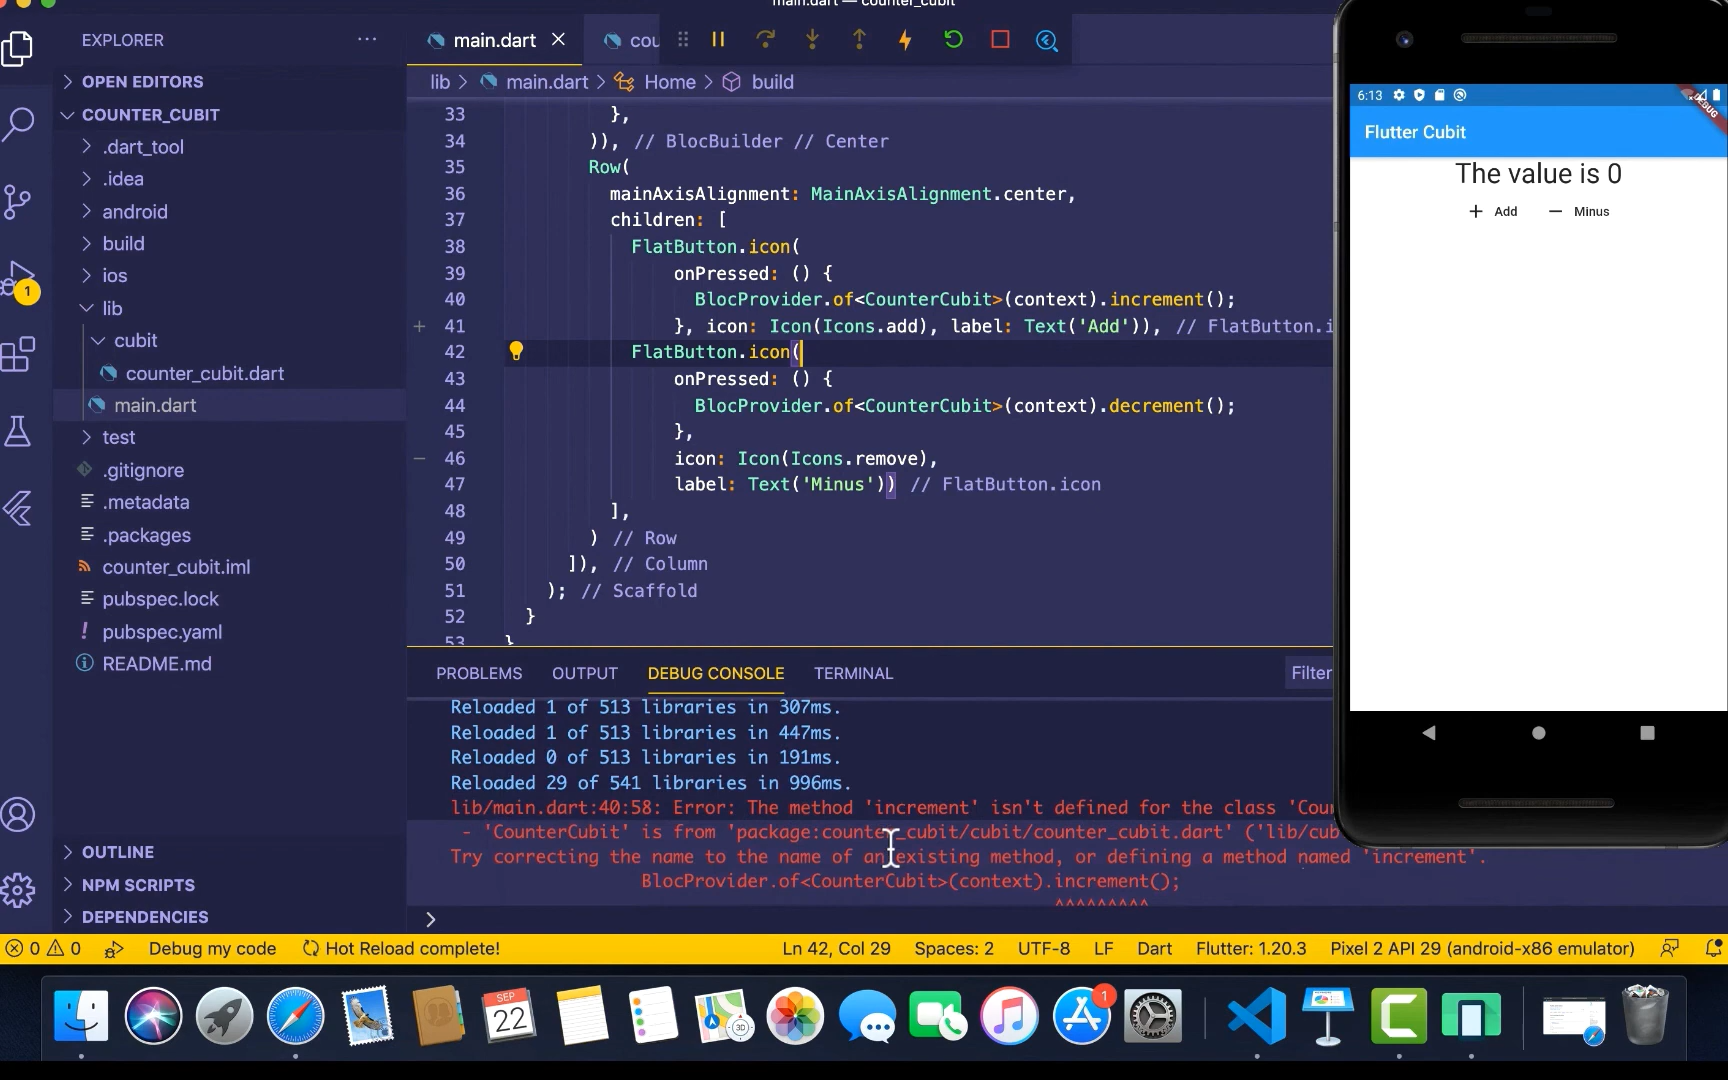 main.dart — counter_cubit
EXPLORER
OPEN EDITORS
COUNTER_CUBIT
.dart_tool
.idea
android
build
ios
lib
cubit
counter_cubit.dart
main.dart
test
.gitignore
.metadata
.packages
counter_cubit.iml
pubspec.lock
! pubspec.yaml
README.md
OUTLINE
NPM SCRIPTS
DEPENDENCIES
1
main.dart
cou
lib > main.dart > Home > build
33 },
34 )), // BlocBuilder // Center
35 Row(
36 mainAxisAlignment: MainAxisAlignment.center,
37 children: [
38 FlatButton.icon(
39 onPressed: () {
40 BlocProvider.of<CounterCubit>(context).increment();
41 }, icon: Icon(Icons.add), label: Text('Add')), // FlatButton.i
42 FlatButton.icon(
43 onPressed: () {
44 BlocProvider.of<CounterCubit>(context).decrement();
45 },
46 icon: Icon(Icons.remove),
47 label: Text('Minus')) // FlatButton.icon
48 ],
49 ) // Row
50 ]), // Column
51 ); // Scaffold
52 }
53 }
PROBLEMS OUTPUT DEBUG CONSOLE TERMINAL Filter
Reloaded 1 of 513 libraries in 307ms.
Reloaded 1 of 513 libraries in 447ms.
Reloaded 0 of 513 libraries in 191ms.
Reloaded 29 of 541 libraries in 996ms.
lib/main.dart:40:58: Error: The method 'increment' isn't defined for the class 'Cou
- 'CounterCubit' is from 'package:counter_cubit/cubit/counter_cubit.dart' ('lib/cub
Try correcting the name to the name of an existing method, or defining a method named 'increment'.
BlocProvider.of<CounterCubit>(context).increment();
^^^^^^^^^
>
0 0 Debug my code Hot Reload complete! Ln 42, Col 29 Spaces: 2 UTF-8 LF Dart Flutter: 1.20.3 Pixel 2 API 29 (android-x86 emulator)
6:13
DEBUG
Flutter Cubit
The value is 0
+ Add — Minus
SEP
22
3D
1